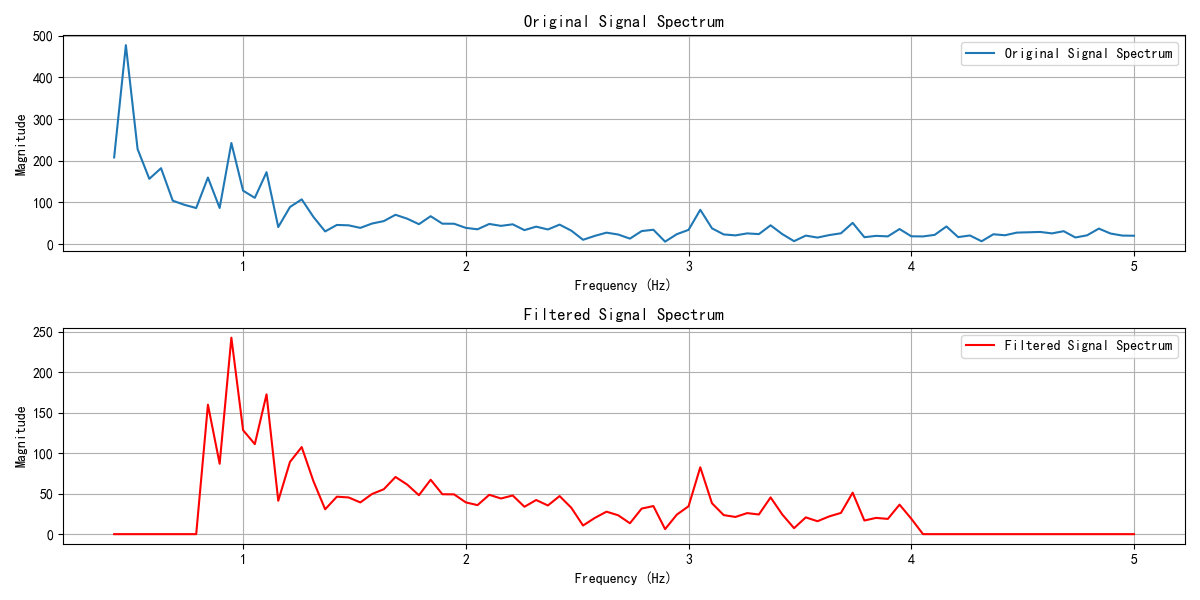 Original Signal Spectrum
500
400
300
200
100
0
Magnitude
Original Signal Spectrum
1 2 3 4 5
Frequency (Hz)
Filtered Signal Spectrum
250
200
150
100
50
0
Magnitude
Filtered Signal Spectrum
1 2 3 4 5
Frequency (Hz)